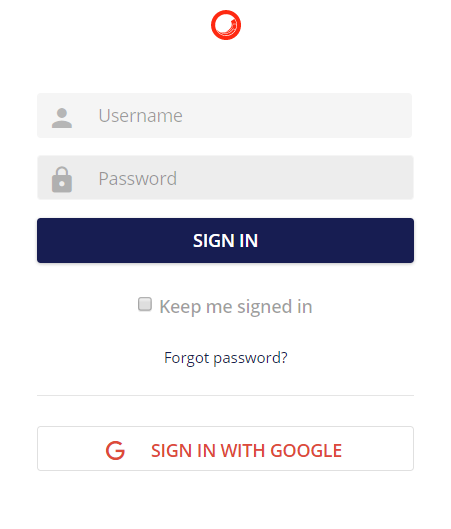 Username
Password
SIGN IN
Keep me signed in
Forgot password?
SIGN IN WITH GOOGLE